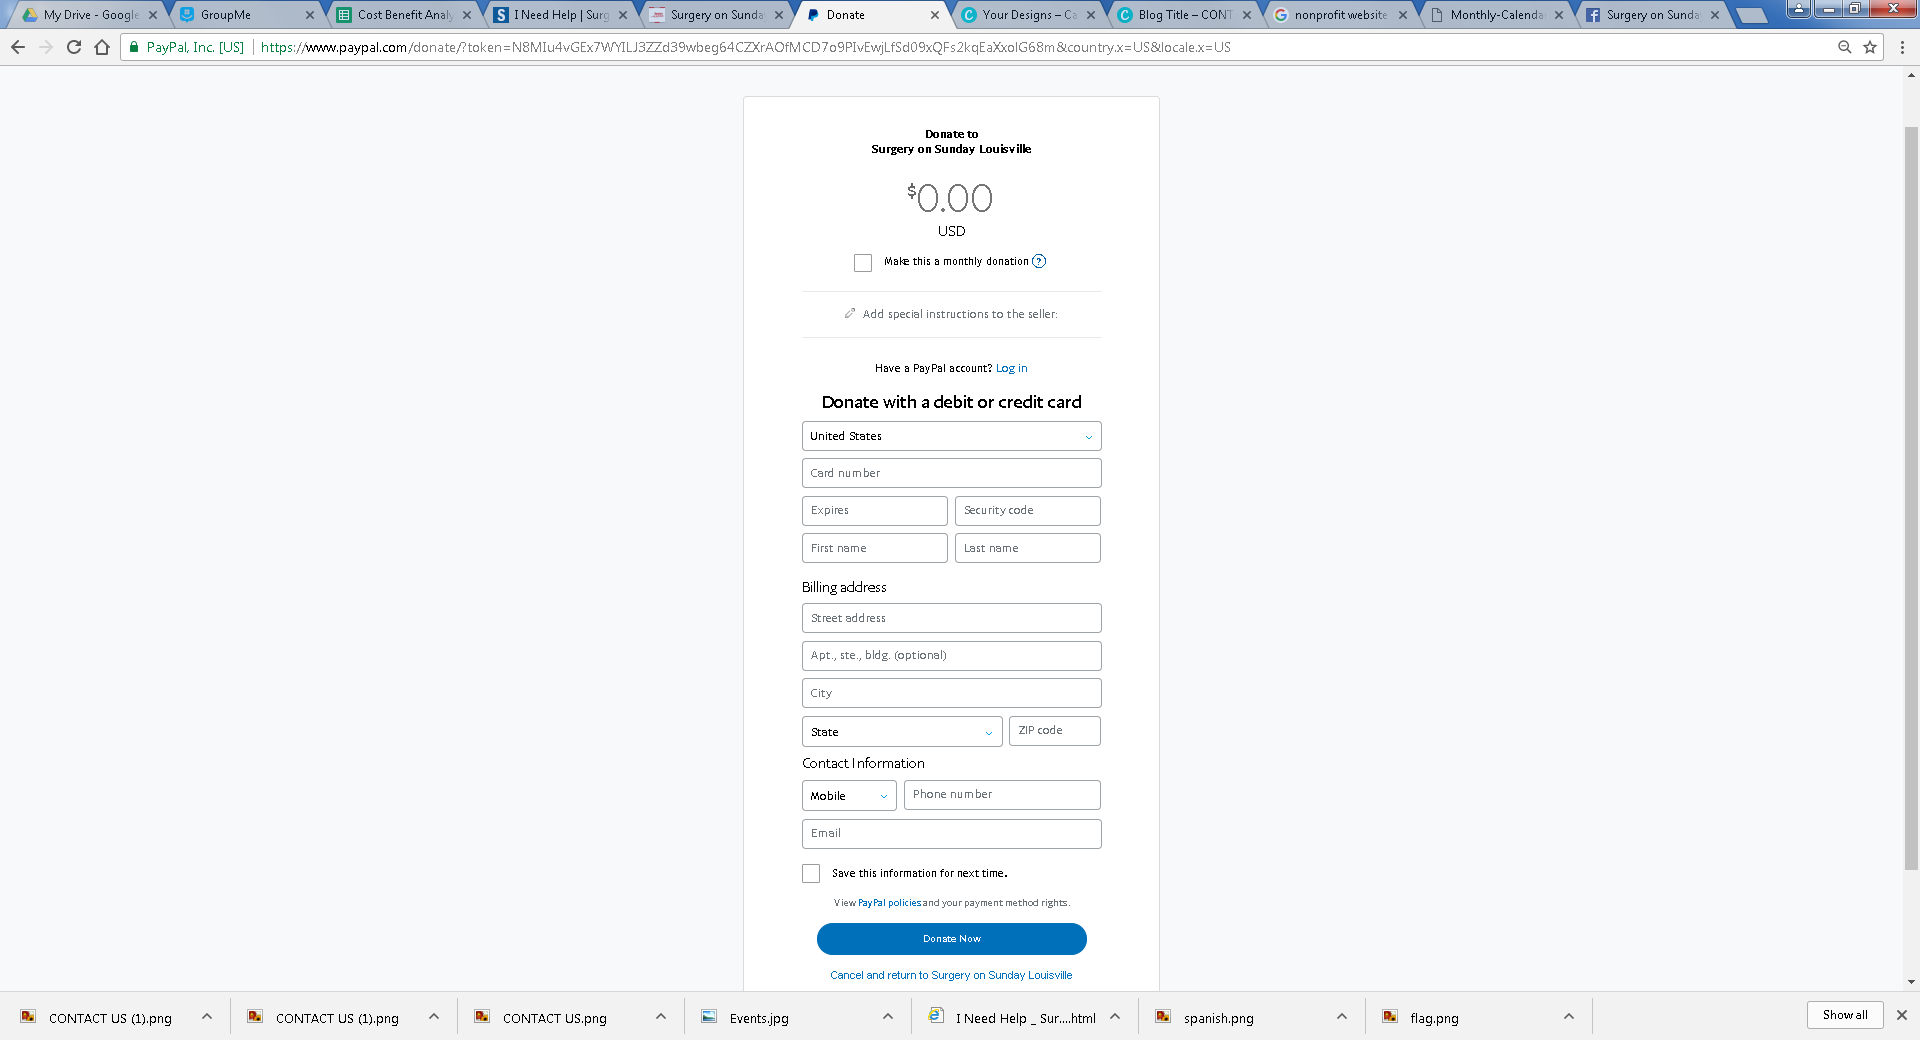 My Drive - Google
GroupMe
Cost Benefit Analy
I Need Help | Surg
Surgery on Sunda
Donate
Your Designs – Ca
Blog Title – CONT
nonprofit website
Monthly-Calenda
Surgery on Sunda
PayPal, Inc. [US]
https://www.paypal.com/donate/?token=N8MIu4vGEx7WYILJ3ZZd39wbeg64CZXrAOfMCD7o9PIvEwjLfSd09xQFs2kqEaXxolG68m&country.x=US&locale.x=US
Donate to
Surgery on Sunday Louisville
$0.00
USD
Make this a monthly donation ?
Add special instructions to the seller:
Have a PayPal account? Log in
Donate with a debit or credit card
United States
Card number
Expires
Security code
First name
Last name
Billing address
Street address
Apt., ste., bldg. (optional)
City
State
ZIP code
Contact Information
Mobile
Phone number
Email
Save this information for next time.
View PayPal policies and your payment method rights.
Donate Now
Cancel and return to Surgery on Sunday Louisville
CONTACT US (1).png
CONTACT US (1).png
CONTACT US.png
Events.jpg
I Need Help _ Sur....html
spanish.png
flag.png
Show all